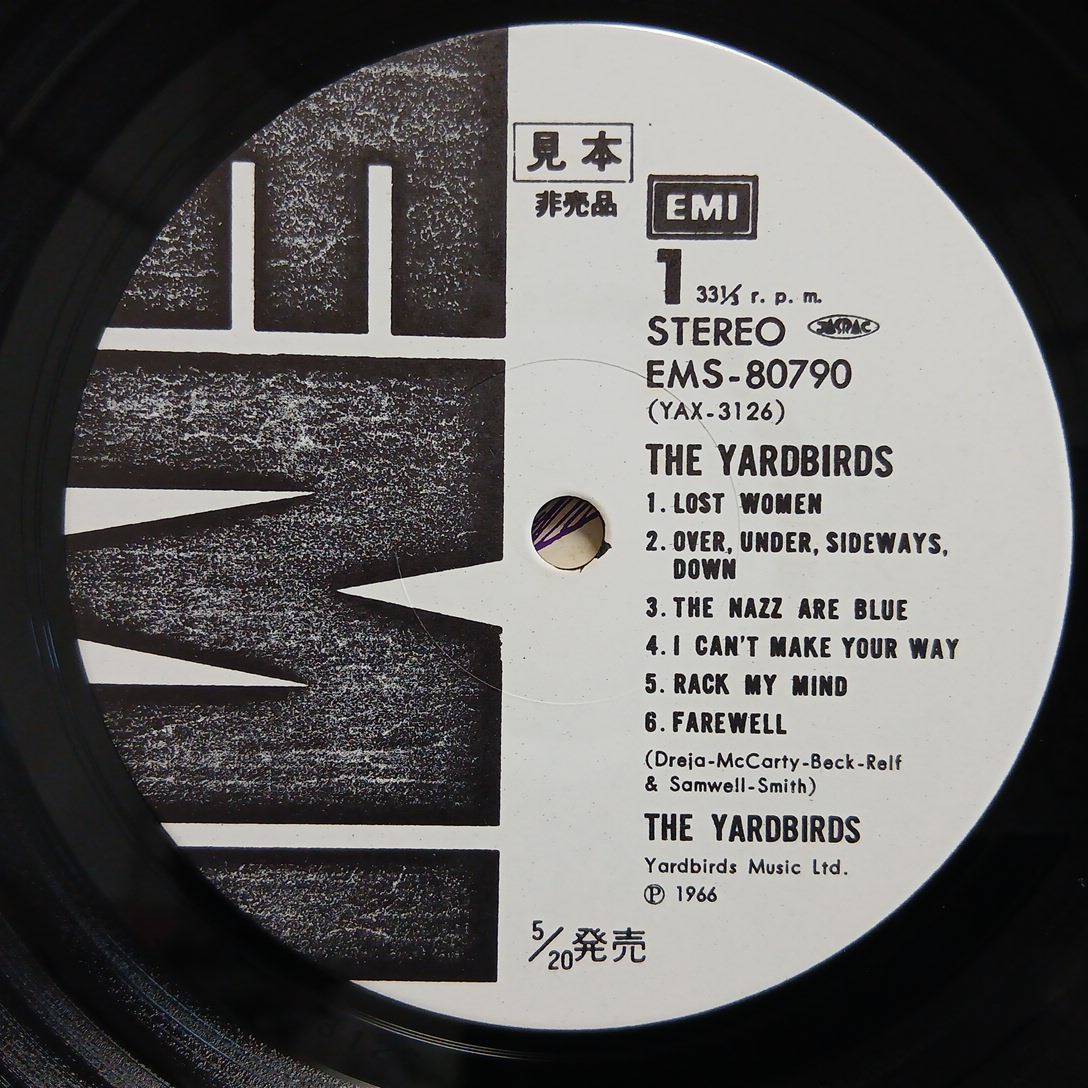 見本
非売品
EMI
1 33⅓ r. p. m.
STEREO JASRAC
EMS-80790
(YAX-3126)
THE YARDBIRDS
1. LOST WOMEN
2. OVER, UNDER, SIDEWAYS,
DOWN
3. THE NAZZ ARE BLUE
4. I CAN'T MAKE YOUR WAY
5. RACK MY MIND
6. FAREWELL
(Dreja-McCarty-Beck-Relf
& Samwell-Smith)
THE YARDBIRDS
Yardbirds Music Ltd.
Ⓟ 1966
5/20発売